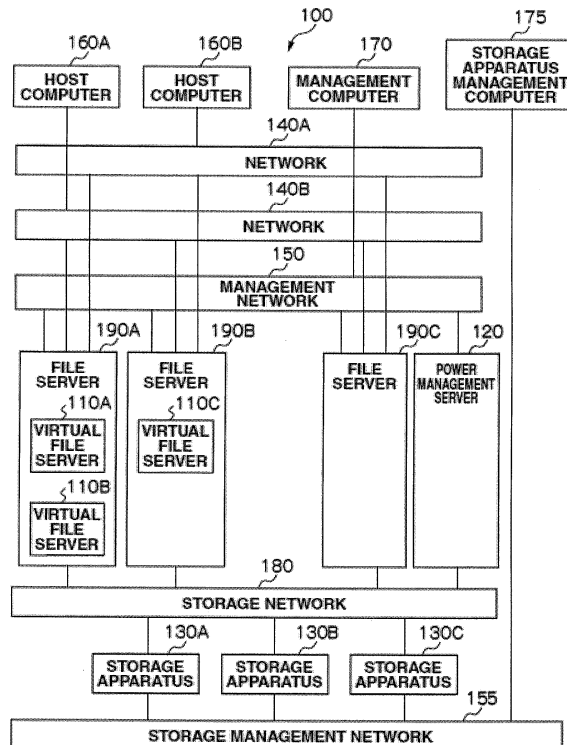 100
160A
160B
170
175
HOST
COMPUTER
HOST
COMPUTER
MANAGEMENT
COMPUTER
STORAGE
APPARATUS
MANAGEMENT
COMPUTER
140A
NETWORK
140B
NETWORK
150
MANAGEMENT
NETWORK
190A
190B
190C
120
FILE
SERVER
FILE
SERVER
FILE
SERVER
POWER
MANAGEMENT
SERVER
110A
110C
VIRTUAL
FILE
SERVER
VIRTUAL
FILE
SERVER
110B
VIRTUAL
FILE
SERVER
180
STORAGE NETWORK
130A
130B
130C
STORAGE
APPARATUS
STORAGE
APPARATUS
STORAGE
APPARATUS
155
STORAGE MANAGEMENT NETWORK